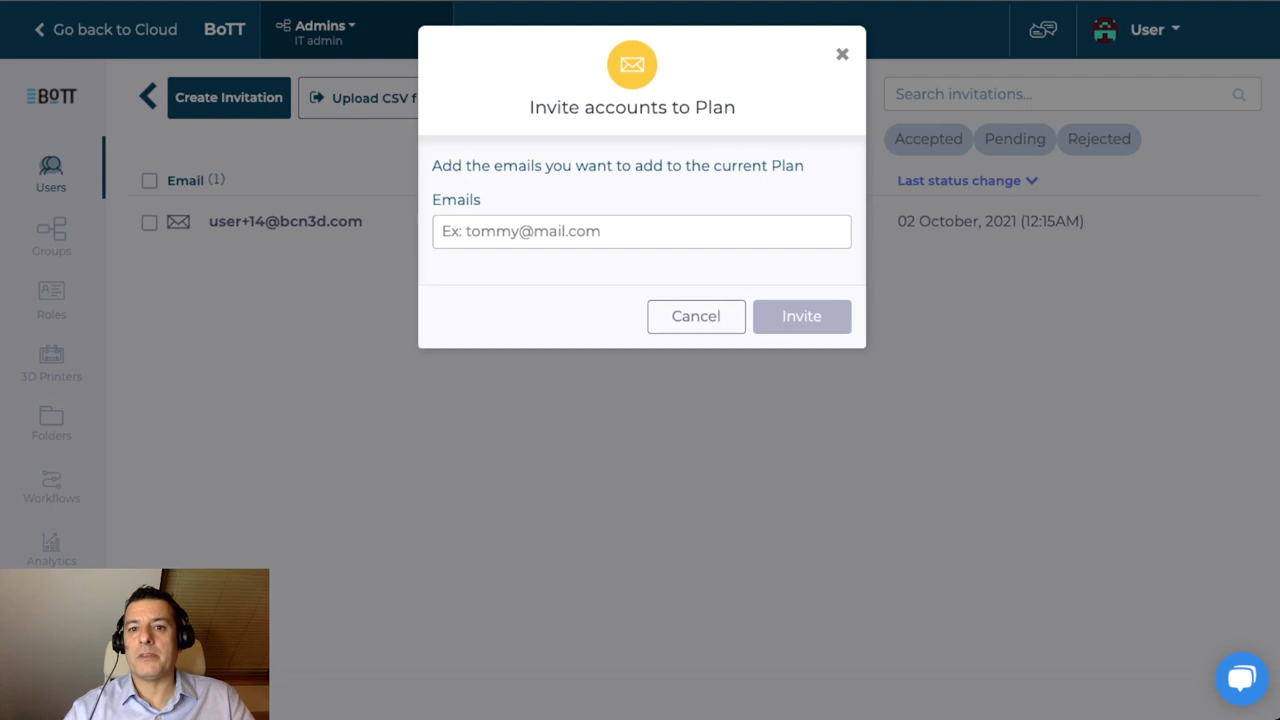 Go back to Cloud
BoTT
Admins
IT admin
User
BOTT
Create Invitation
Upload CSV f
Search invitations...
Accepted
Pending
Rejected
Users
Email (1)
Last status change
user+14@bcn3d.com
02 October, 2021 (12:15AM)
Groups
Roles
3D Printers
Folders
Workflows
Analytics
Invite accounts to Plan
Add the emails you want to add to the current Plan
Emails
Ex: tommy@mail.com
Cancel
Invite